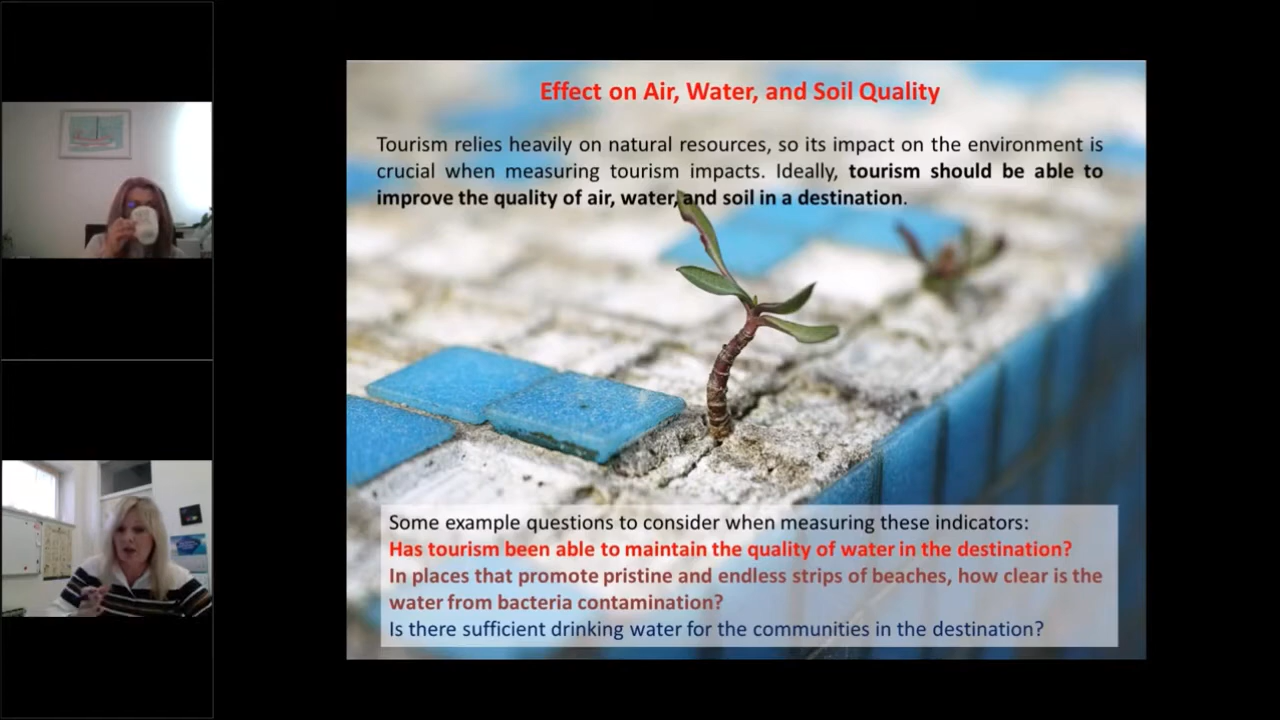 Effect on Air, Water, and Soil Quality
Tourism relies heavily on natural resources, so its impact on the environment is
crucial when measuring tourism impacts. Ideally, tourism should be able to
improve the quality of air, water, and soil in a destination.
Some example questions to consider when measuring these indicators:
Has tourism been able to maintain the quality of water in the destination?
In places that promote pristine and endless strips of beaches, how clear is the
water from bacteria contamination?
Is there sufficient drinking water for the communities in the destination?